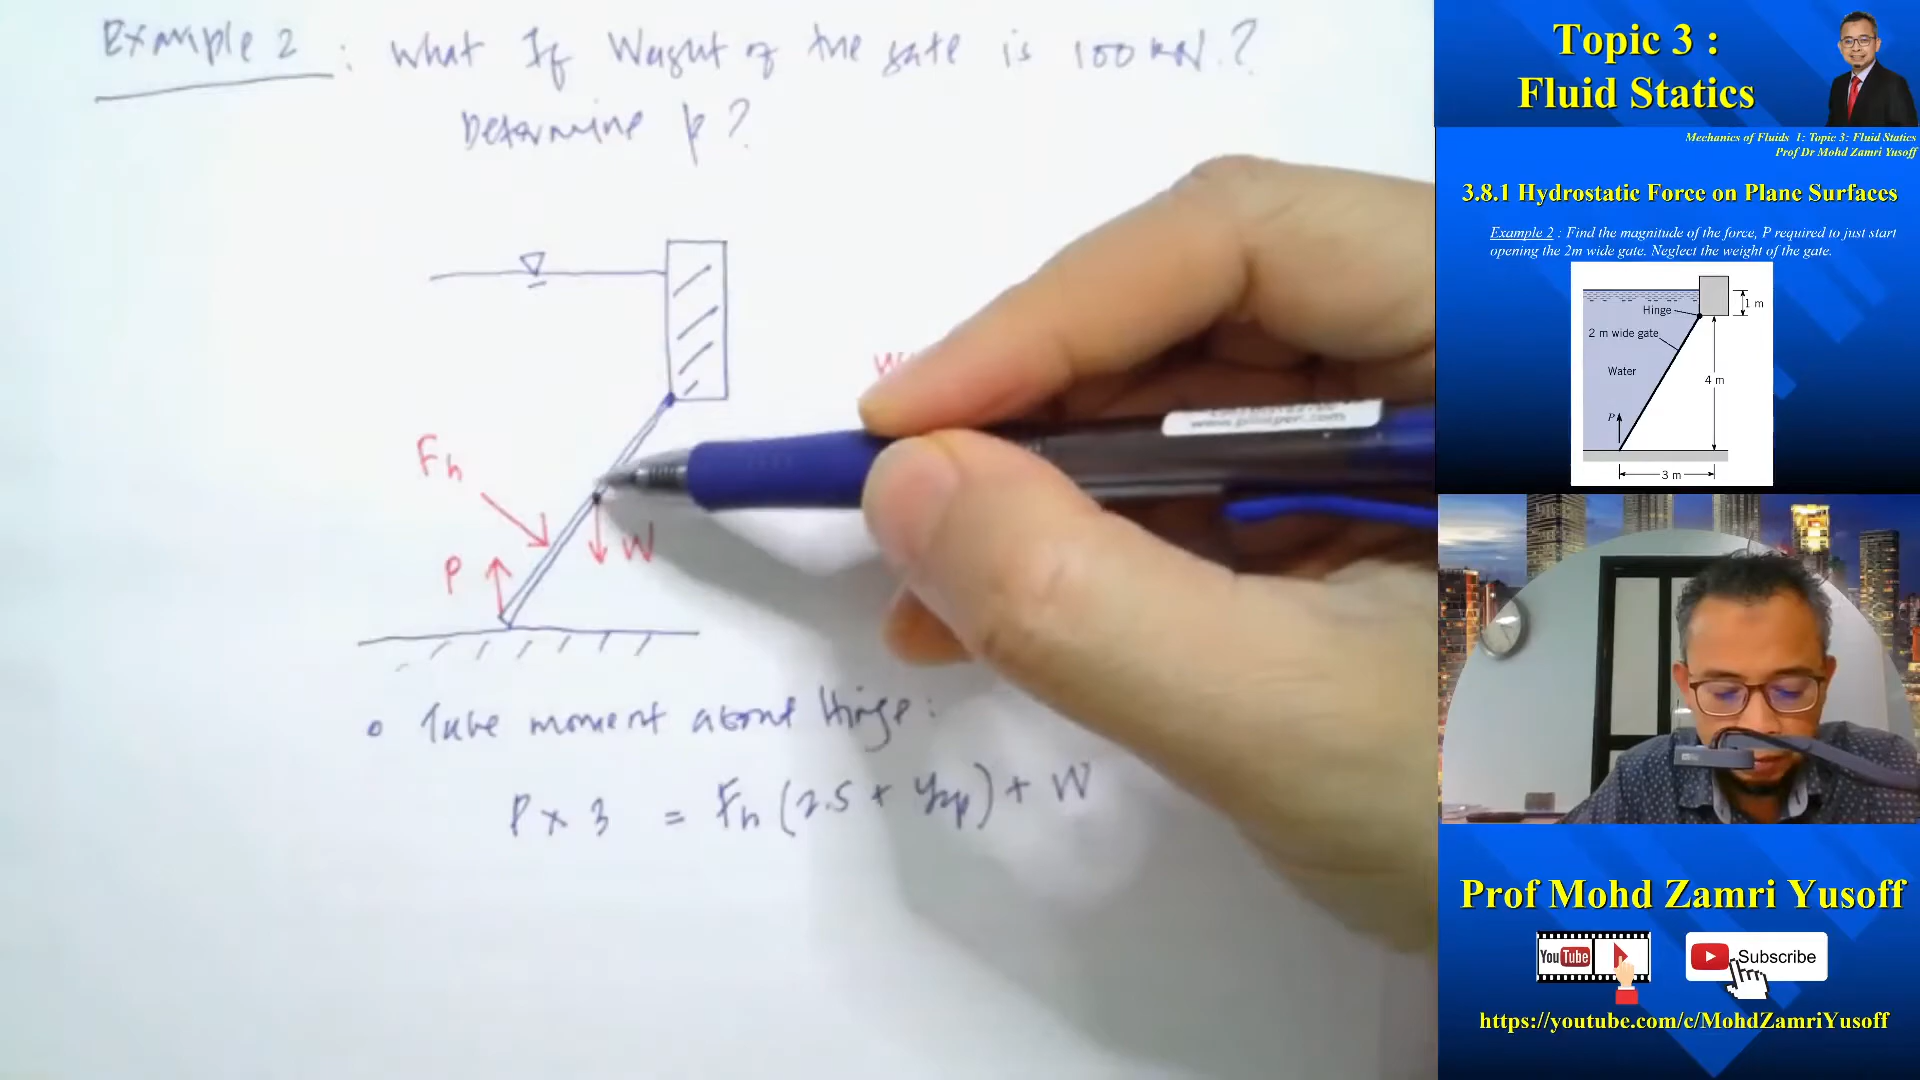 Example 2 : What If Weight of the gate is 100 kN.?
Determine P?
Fh
P
W
• Take moment about Hinge:
P x 3 = Fh (2.5 + yxp) + W
Topic 3 :
Fluid Statics
Mechanics of Fluids 1: Topic 3: Fluid Statics
Prof Dr Mohd Zamri Yusoff
3.8.1 Hydrostatic Force on Plane Surfaces
Example 2 : Find the magnitude of the force, P required to just start
opening the 2m wide gate. Neglect the weight of the gate.
1 m
Hinge
2 m wide gate
Water
4 m
P
3 m
Prof Mohd Zamri Yusoff
YouTube
Subscribe
https://youtube.com/c/MohdZamriYusoff